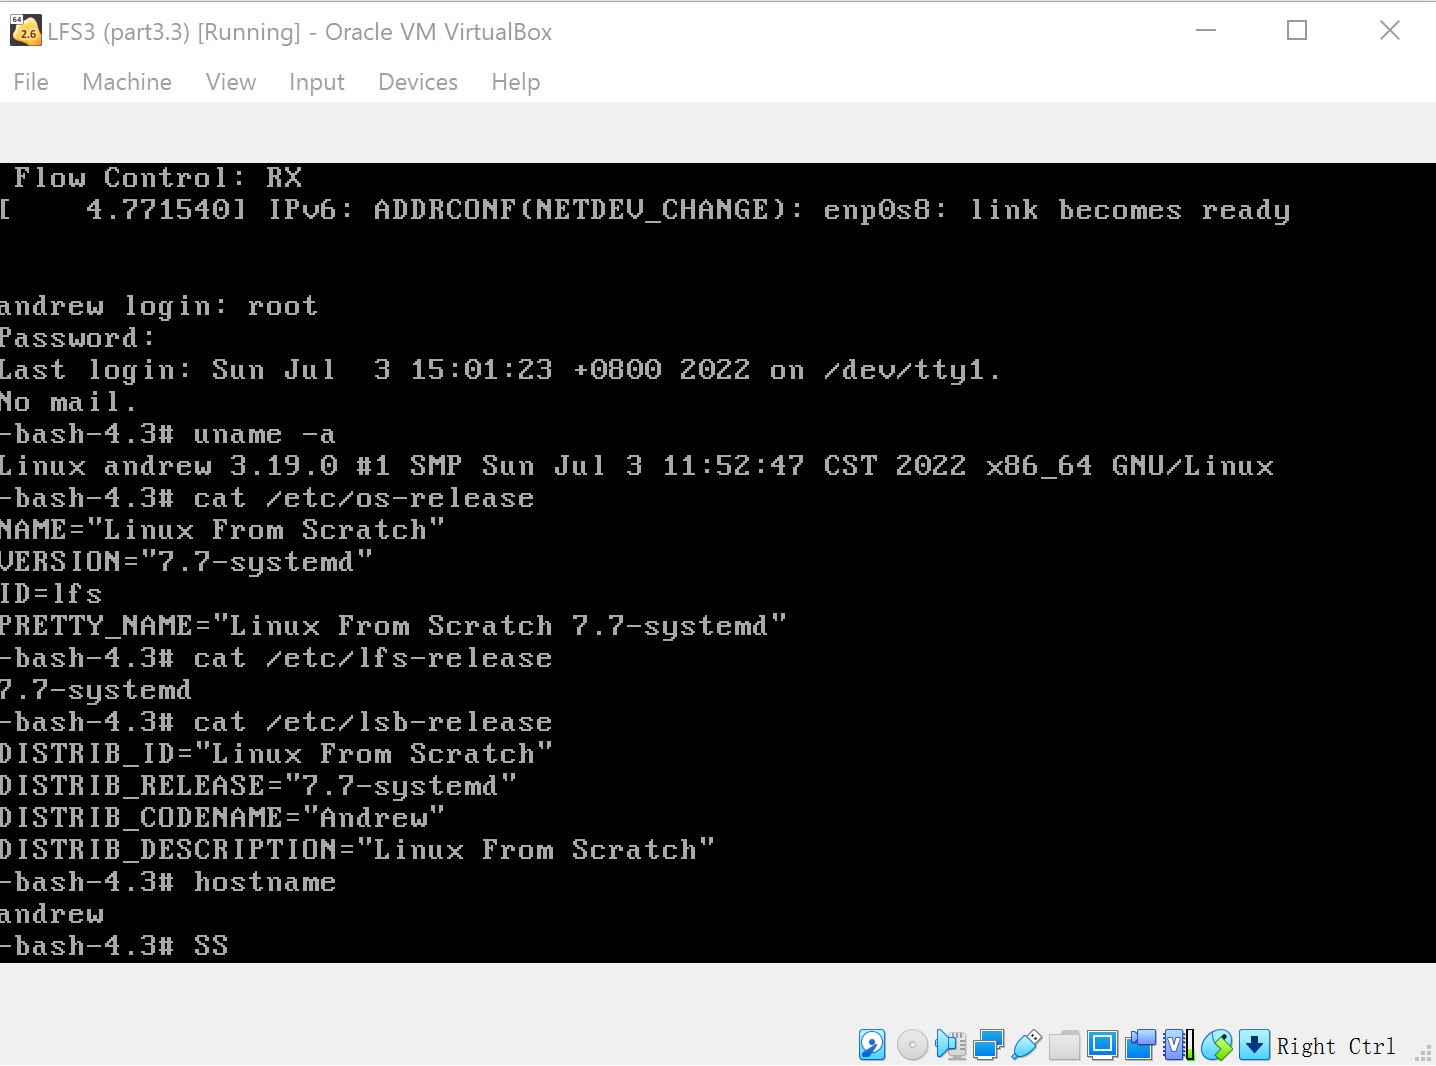 LFS3 (part3.3) [Running] - Oracle VM VirtualBox
File Machine View Input Devices Help
Flow Control: RX
[    4.771540] IPv6: ADDRCONF(NETDEV_CHANGE): enp0s8: link becomes ready
andrew login: root
Password:
Last login: Sun Jul  3 15:01:23 +0800 2022 on /dev/tty1.
No mail.
-bash-4.3# uname -a
Linux andrew 3.19.0 #1 SMP Sun Jul 3 11:52:47 CST 2022 x86_64 GNU/Linux
-bash-4.3# cat /etc/os-release
NAME="Linux From Scratch"
VERSION="7.7-systemd"
ID=lfs
PRETTY_NAME="Linux From Scratch 7.7-systemd"
-bash-4.3# cat /etc/lfs-release
7.7-systemd
-bash-4.3# cat /etc/lsb-release
DISTRIB_ID="Linux From Scratch"
DISTRIB_RELEASE="7.7-systemd"
DISTRIB_CODENAME="Andrew"
DISTRIB_DESCRIPTION="Linux From Scratch"
-bash-4.3# hostname
andrew
-bash-4.3# SS
Right Ctrl